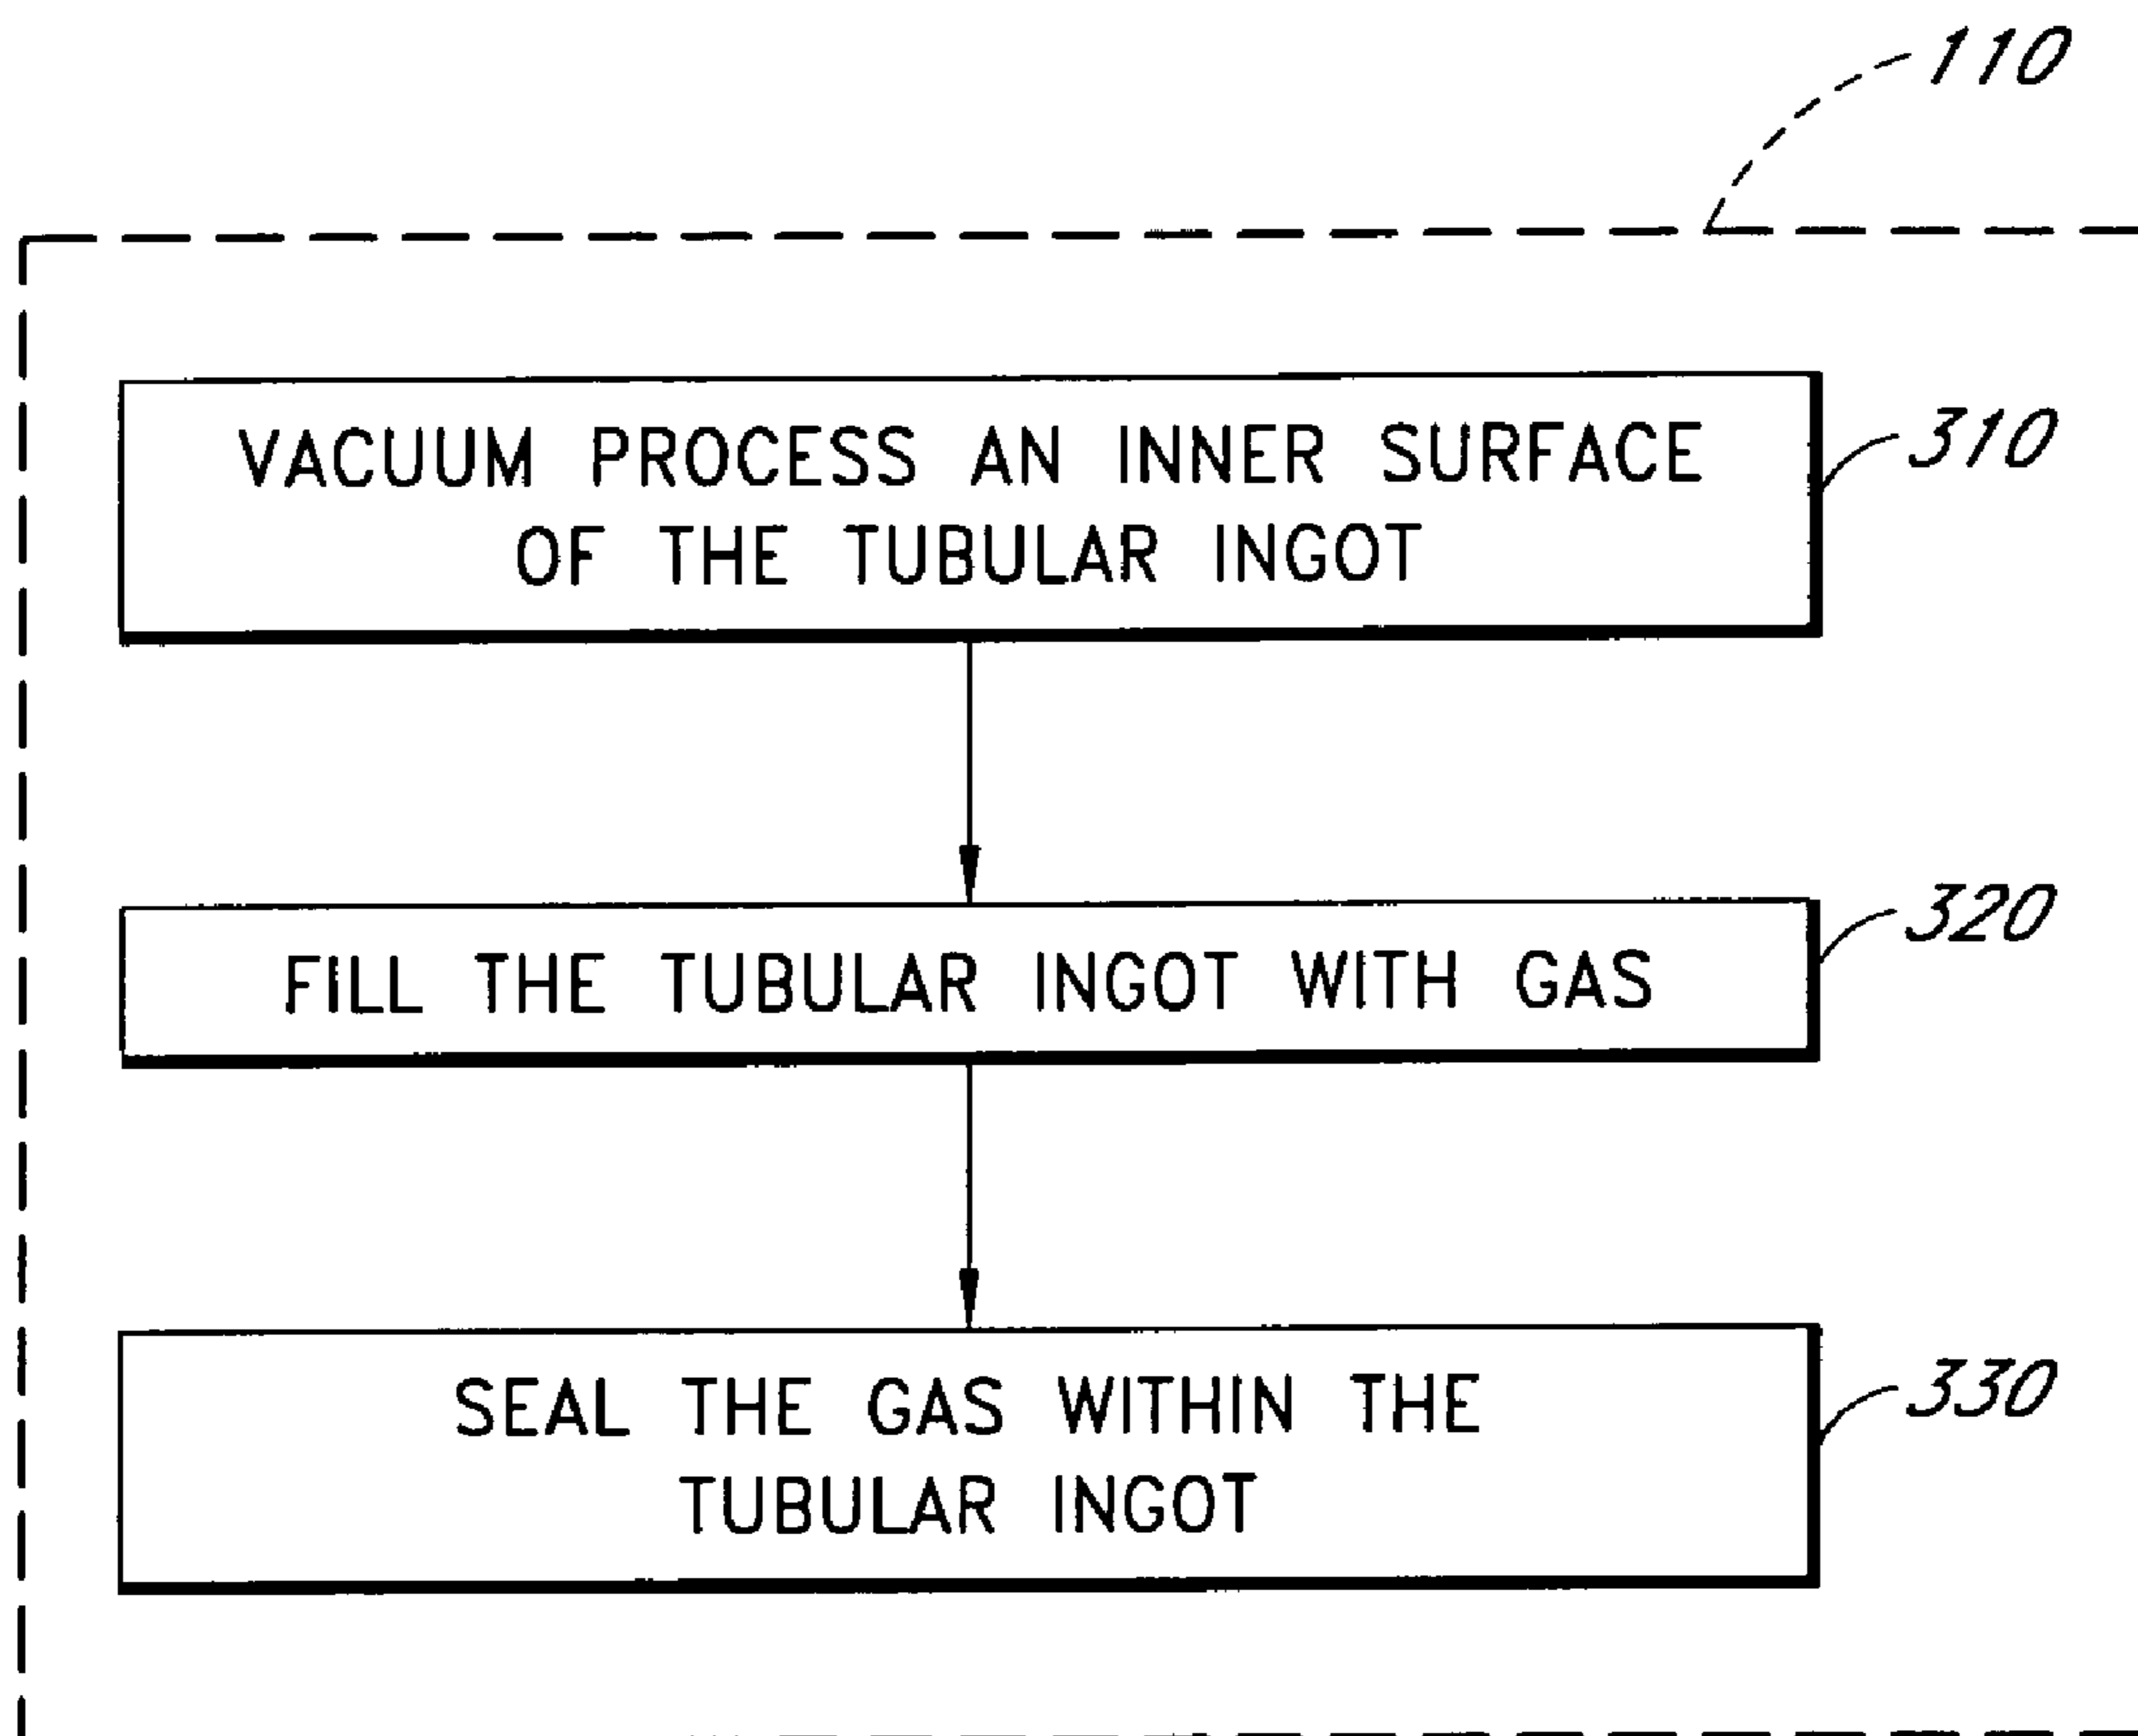 110
VACUUM PROCESS AN INNER SURFACE
OF THE TUBULAR INGOT
310
FILL THE TUBULAR INGOT WITH GAS
320
SEAL THE GAS WITHIN THE
TUBULAR INGOT
330